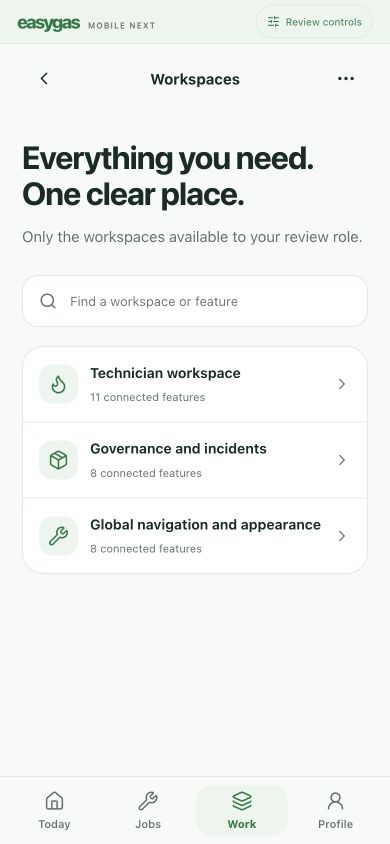 easygas MOBILE NEXT
Review controls
Workspaces
Everything you need.
One clear place.
Only the workspaces available to your review role.
Find a workspace or feature
Technician workspace
11 connected features
Governance and incidents
8 connected features
Global navigation and appearance
8 connected features
Today
Jobs
Work
Profile